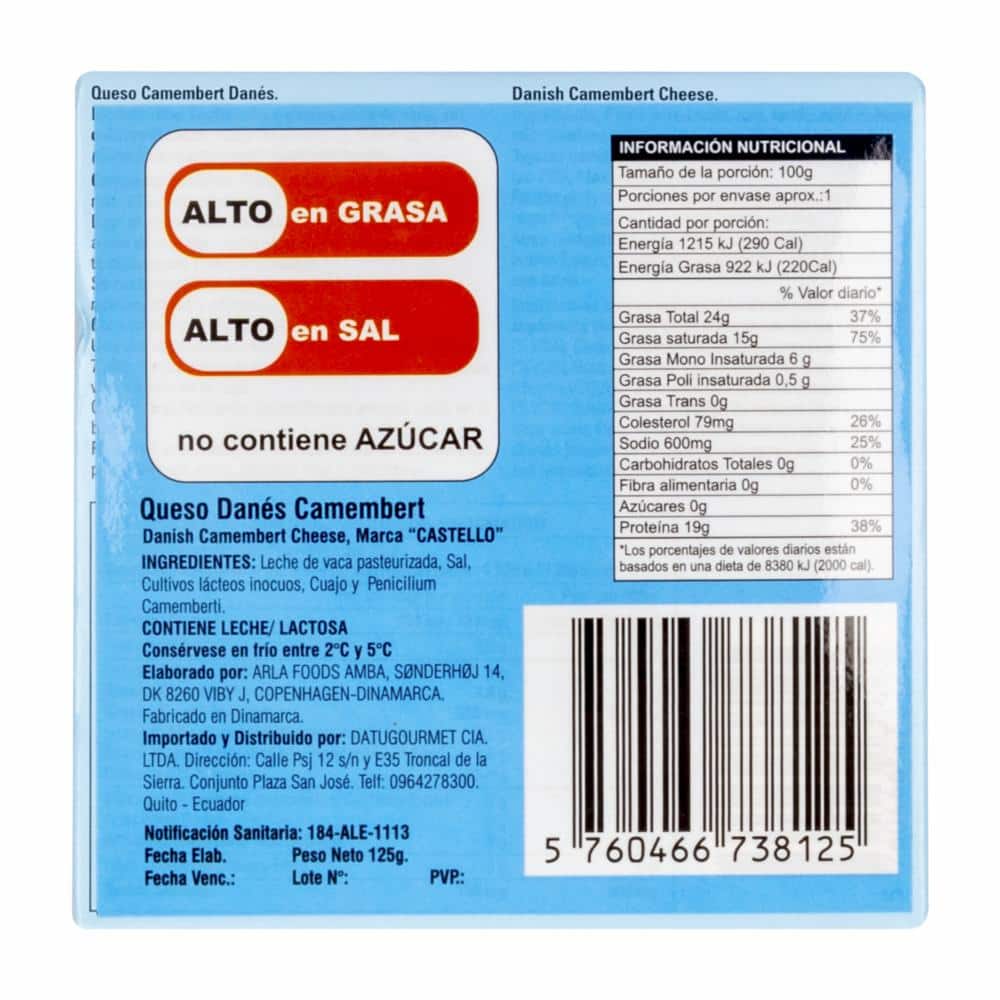 Queso Camembert Danés.
Danish Camembert Cheese.
ALTO en GRASA
ALTO en SAL
no contiene AZÚCAR
Queso Danés Camembert
Danish Camembert Cheese, Marca "CASTELLO"
INGREDIENTES: Leche de vaca pasteurizada, Sal,
Cultivos lácteos inocuos, Cuajo y Penicilium
Camemberti.
CONTIENE LECHE/ LACTOSA
Consérvese en frío entre 2°C y 5°C
Elaborado por: ARLA FOODS AMBA, SØNDERHØJ 14,
DK 8260 VIBY J, COPENHAGEN-DINAMARCA.
Fabricado en Dinamarca.
Importado y Distribuido por: DATUGOURMET CIA.
LTDA. Dirección: Calle Psj 12 s/n y E35 Troncal de la
Sierra. Conjunto Plaza San José. Telf: 0964278300.
Quito - Ecuador
Notificación Sanitaria: 184-ALE-1113
Fecha Elab. Peso Neto 125g.
Fecha Venc.: Lote N°: PVP.:
INFORMACIÓN NUTRICIONAL
Tamaño de la porción: 100g
Porciones por envase aprox.:1
Cantidad por porción:
Energía 1215 kJ (290 Cal)
Energía Grasa 922 kJ (220Cal)
% Valor diario*
Grasa Total 24g 37%
Grasa saturada 15g 75%
Grasa Mono Insaturada 6 g
Grasa Poli insaturada 0,5 g
Grasa Trans 0g
Colesterol 79mg 26%
Sodio 600mg 25%
Carbohidratos Totales 0g 0%
Fibra alimentaria 0g 0%
Azúcares 0g
Proteína 19g 38%
*Los porcentajes de valores diarios están
basados en una dieta de 8380 kJ (2000 cal).
5 760466 738125